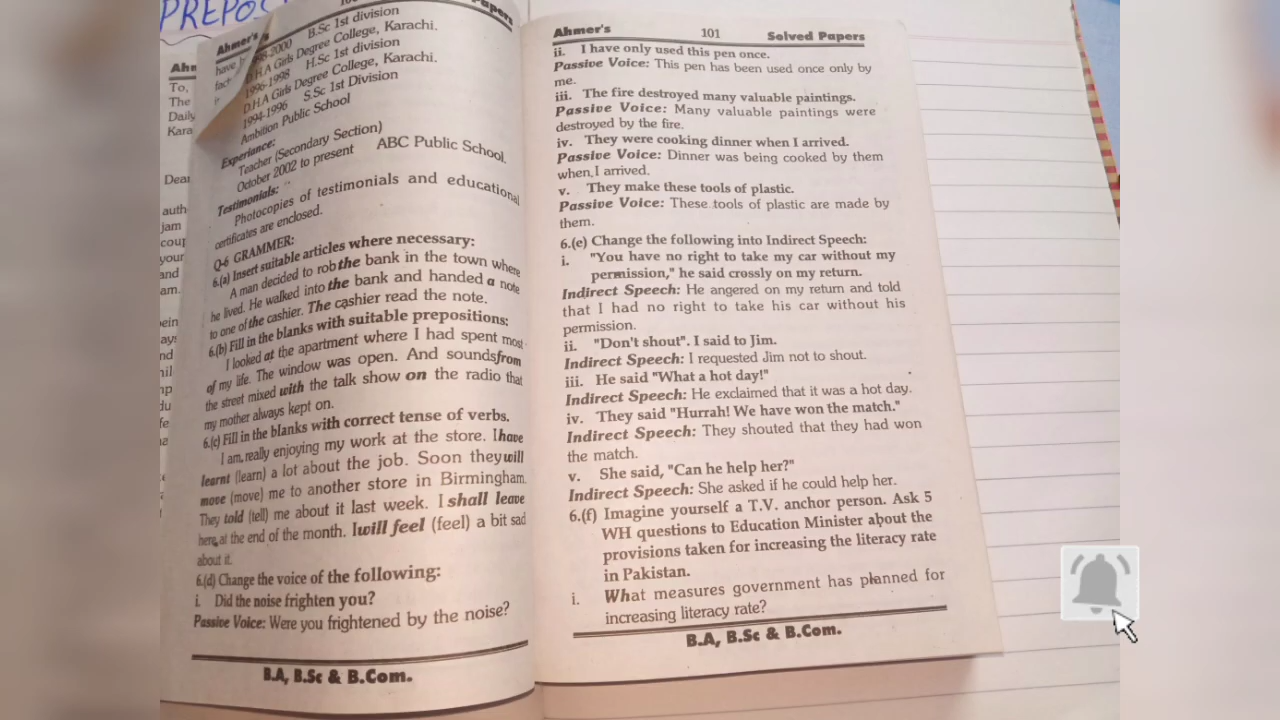 PREPOS
Ahm
To,
The
Daily
Kara
Dear
auth
jam
coup
your
and
am.
Ahmer's
Papers
have
fact
1998-2000 B.Sc 1st division
D.H.A Girls Degree College, Karachi.
1996-1998 H.Sc 1st division
D.H.A Girls Degree College, Karachi.
1994-1996 S.Sc 1st Division
Ambition Public School
Experiance:
Teacher (Secondary Section)
October 2002 to present ABC Public School.
Testimonials:
Photocopies of testimonials and educational
certificates are enclosed.
Q-6 GRAMMER:
6.(a) Insert suitable articles where necessary:
A man decided to rob the bank in the town where
he lived. He walked into the bank and handed a note
to one of the cashier. The cashier read the note.
6.(b) Fill in the blanks with suitable prepositions:
I looked at the apartment where I had spent most
of my life. The window was open. And sounds from
the street mixed with the talk show on the radio that
my mother always kept on.
6.(c) Fill in the blanks with correct tense of verbs.
I am really enjoying my work at the store. I have
learnt (learn) a lot about the job. Soon they will
move (move) me to another store in Birmingham.
They told (tell) me about it last week. I shall leave
here, at the end of the month. I will feel (feel) a bit sad
about it.
6.(d) Change the voice of the following:
i. Did the noise frighten you?
Passive Voice: Were you frightened by the noise?
B.A, B.Sc & B.Com.
Ahmer's 101 Solved Papers
ii. I have only used this pen once.
Passive Voice: This pen has been used once only by
me.
iii. The fire destroyed many valuable paintings.
Passive Voice: Many valuable paintings were
destroyed by the fire.
iv. They were cooking dinner when I arrived.
Passive Voice: Dinner was being cooked by them
when, I arrived.
v. They make these tools of plastic.
Passive Voice: These tools of plastic are made by
them.
6.(e) Change the following into Indirect Speech:
i. "You have no right to take my car without my
permission," he said crossly on my return.
Indirect Speech: He angered on my return and told
that I had no right to take his car without his
permission.
ii. "Don't shout". I said to Jim.
Indirect Speech: I requested Jim not to shout.
iii. He said "What a hot day!"
Indirect Speech: He exclaimed that it was a hot day.
iv. They said "Hurrah! We have won the match."
Indirect Speech: They shouted that they had won
the match.
v. She said, "Can he help her?"
Indirect Speech: She asked if he could help her.
6.(f) Imagine yourself a T.V. anchor person. Ask 5
WH questions to Education Minister about the
provisions taken for increasing the literacy rate
in Pakistan.
i. What measures government has planned for
increasing literacy rate?
B.A, B.Sc & B.Com.